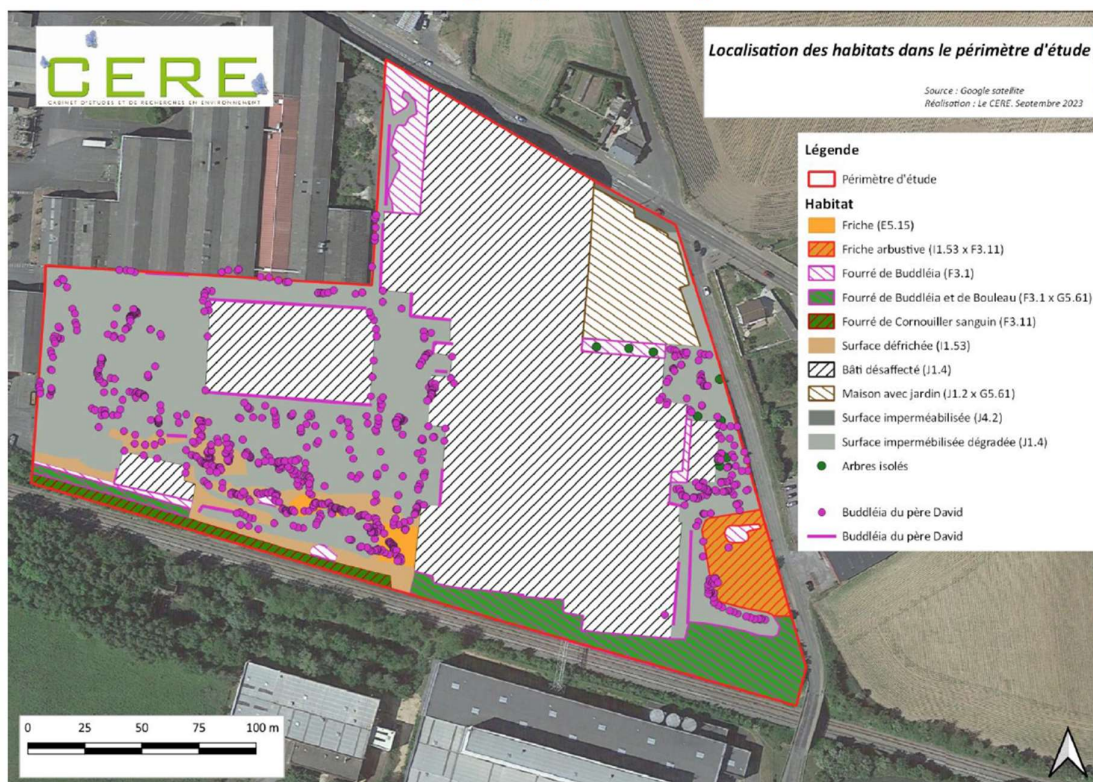 CERE
CABINET D'ÉTUDES ET DE RECHERCHES EN ENVIRONNEMENT
Localisation des habitats dans le périmètre d'étude
Source : Google satellite
Réalisation : Le CERE. Septembre 2023
Légende
Périmètre d'étude
Habitat
Friche (E5.15)
Friche arbustive (I1.53 x F3.11)
Fourré de Buddléia (F3.1)
Fourré de Buddléia et de Bouleau (F3.1 x G5.61)
Fourré de Cornouiller sanguin (F3.11)
Surface défrichée (I1.53)
Bâti désaffecté (J1.4)
Maison avec jardin (J1.2 x G5.61)
Surface imperméabilisée (J4.2)
Surface impermébilisée dégradée (J1.4)
Arbres isolés
Buddléia du père David
Buddléia du père David
0 25 50 75 100 m